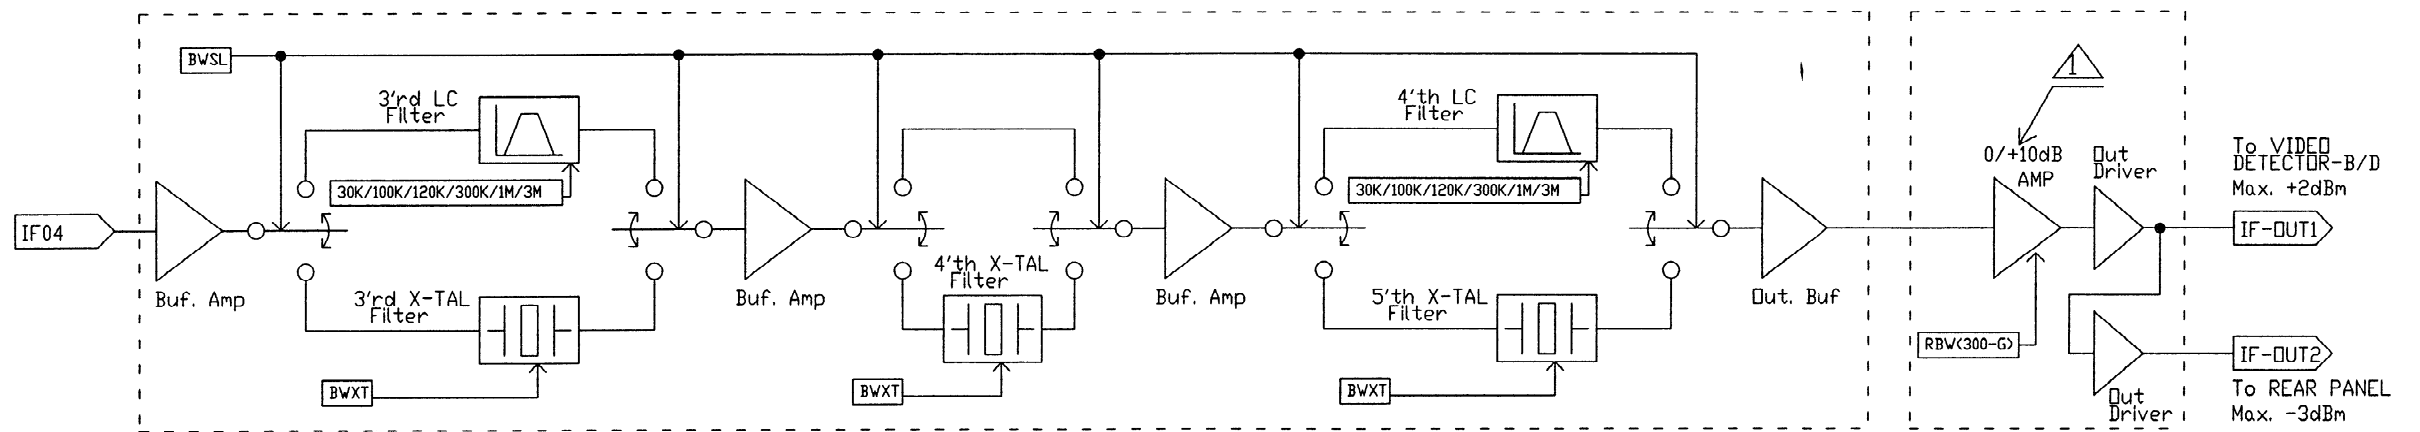 BWSL
3'rd LC
Filter
30K/100K/120K/300K/1M/3M
IF04
Buf. Amp
3'rd X-TAL
Filter
BWXT
Buf. Amp
4'th X-TAL
Filter
BWXT
Buf. Amp
4'th LC
Filter
30K/100K/120K/300K/1M/3M
5'th X-TAL
Filter
BWXT
Out. Buf
1
0/+10dB
AMP
Out
Driver
RBW(300-G)
To VIDEO
DETECTOR-B/D
Max. +2dBm
IF-OUT1
IF-OUT2
To REAR PANEL
Max. -3dBm
Out
Driver